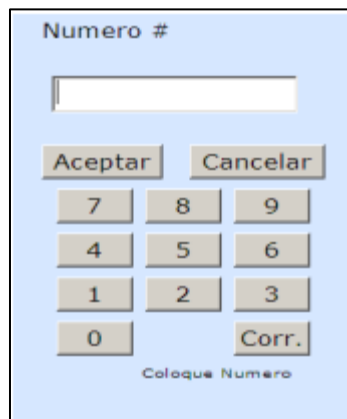 Numero #
Aceptar Cancelar
7 8 9
4 5 6
1 2 3
0 Corr.
Coloque Numero